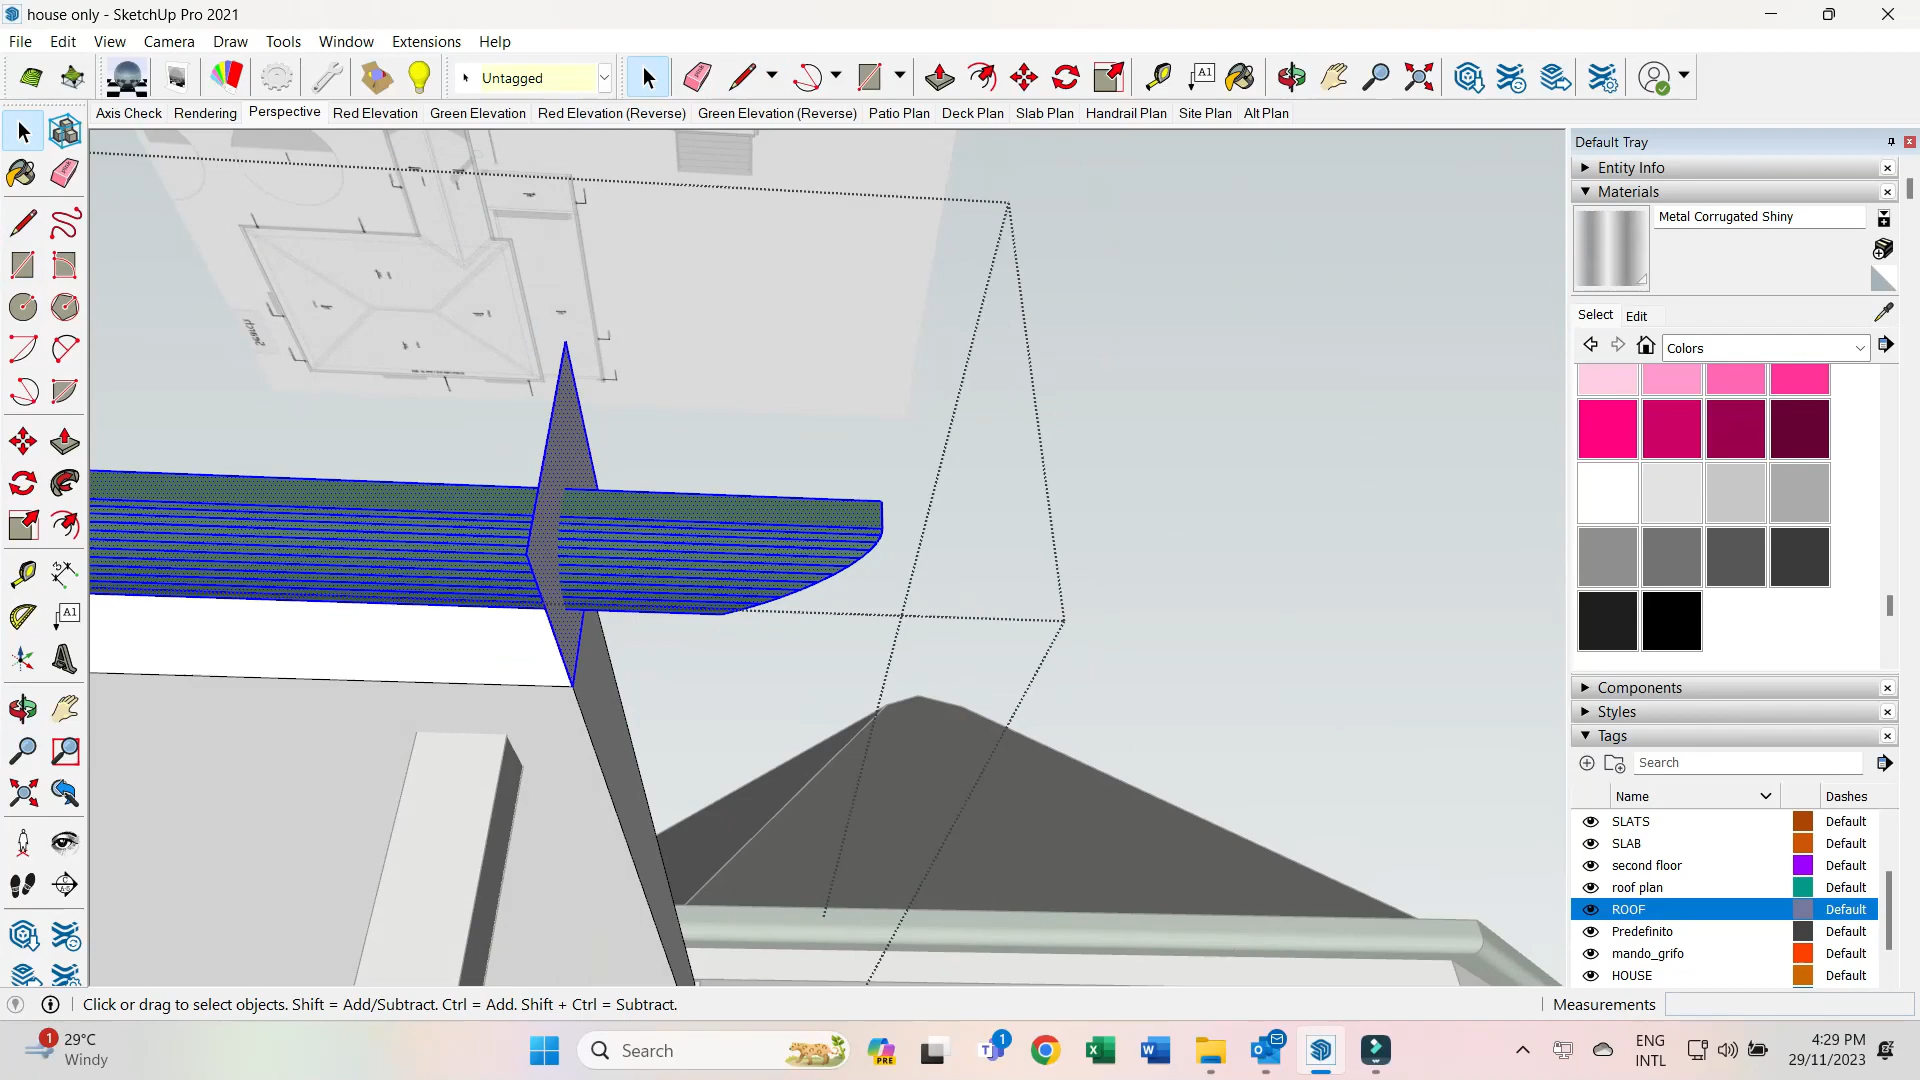 house only - SketchUp Pro 2021
File Edit View Camera Draw Tools Window Extensions Help
Untagged
A1
Axis Check Rendering Perspective Red Elevation Green Elevation Red Elevation (Reverse) Green Elevation (Reverse) Patio Plan Deck Plan Slab Plan Handrail Plan Site Plan Alt Plan
Default Tray
Entity Info
Materials
Metal Corrugated Shiny
Select Edit
Colors
A1
Components
Styles
Tags
Search
Name Dashes
SLATS Default
SLAB Default
second floor Default
roof plan Default
ROOF Default
Predefinito Default
mando_grifo Default
HOUSE Default
Click or drag to select objects. Shift = Add/Subtract. Ctrl = Add. Shift + Ctrl = Subtract.
Measurements
1
29°C
Windy
Search
PRE
1
ENG
INTL
4:29 PM
29/11/2023